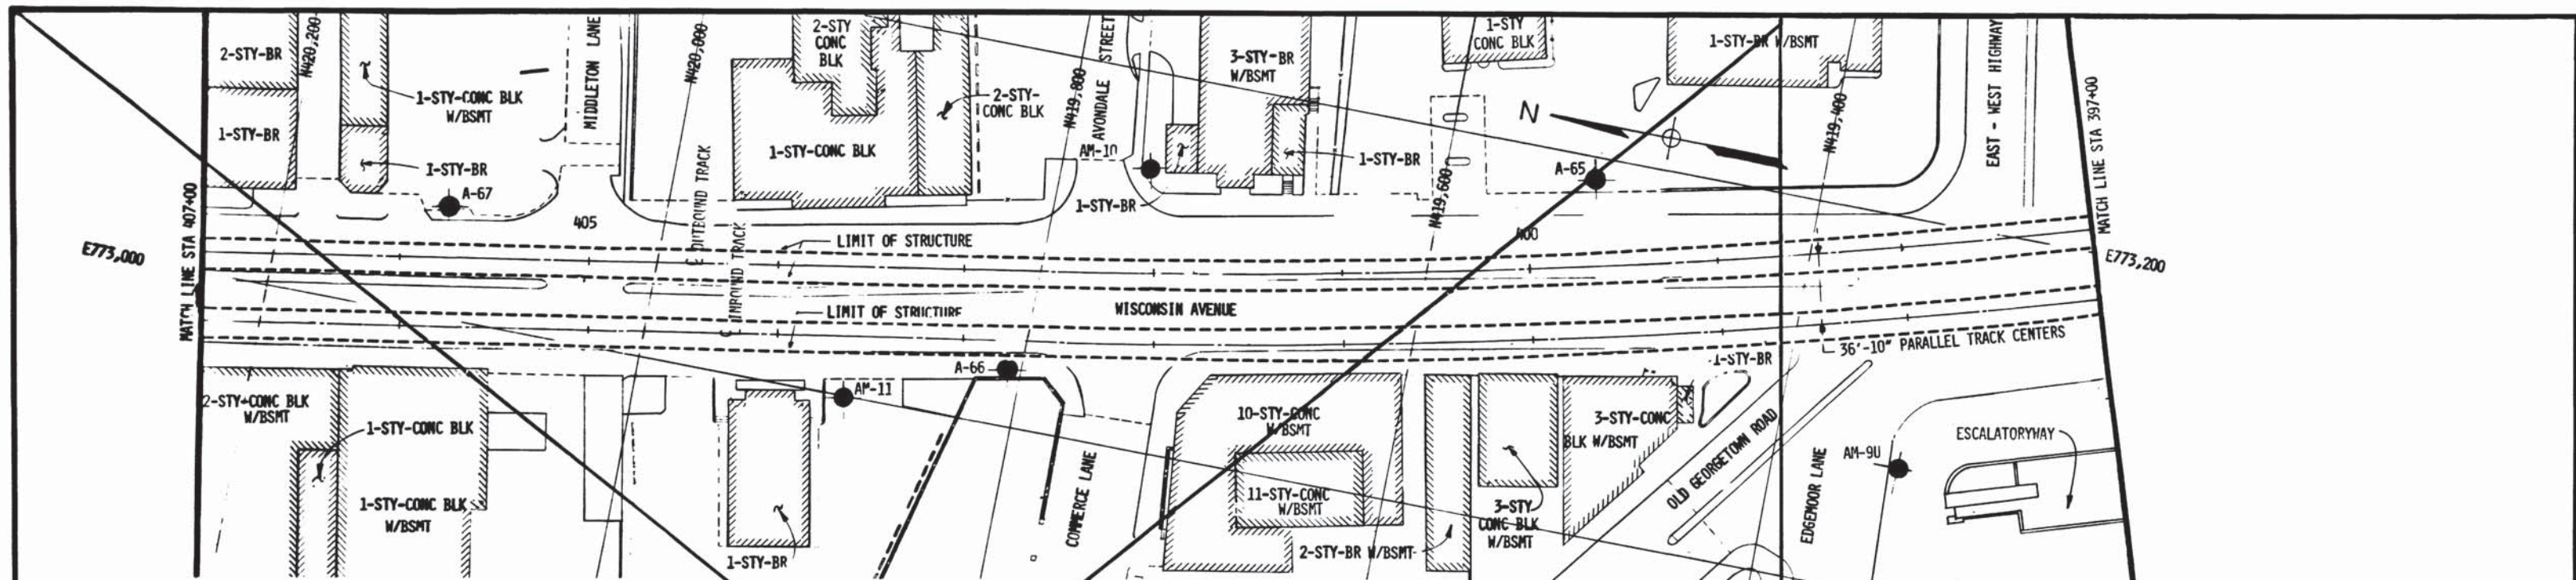 2-STY-BR
N420,200
1-STY-BR
1-STY-CONC BLK
W/BSMT
1-STY-BR
A-67
MIDDLETON LANE
405
N420,000
OUTBOUND TRACK
INBOUND TRACK
2-STY
CONC
BLK
1-STY-CONC BLK
2-STY-
CONC BLK
N419,800
AVONDALE STREET
AM-10
1-STY-BR
3-STY-BR
W/BSMT
1-STY-BR
1-STY
CONC BLK
N
N419,600
A-65
400
1-STY-BR W/BSMT
N419,400
EAST - WEST HIGHWAY
MATCH LINE STA 397+00
E773,000
MATCH LINE STA 407+00
LIMIT OF STRUCTURE
LIMIT OF STRUCTURE
WISCONSIN AVENUE
E773,200
36'-10" PARALLEL TRACK CENTERS
2-STY-CONC BLK
W/BSMT
1-STY-CONC BLK
1-STY-CONC BLK
W/BSMT
1-STY-BR
AM-11
A-66
COMMERCE LANE
10-STY-CONC
W/BSMT
11-STY-CONC
W/BSMT
2-STY-BR W/BSMT
3-STY
CONC BLK
W/BSMT
3-STY-CONC
BLK W/BSMT
1-STY-BR
OLD GEORGETOWN ROAD
EDGEMOOR LANE
AM-9U
ESCALATORYWAY